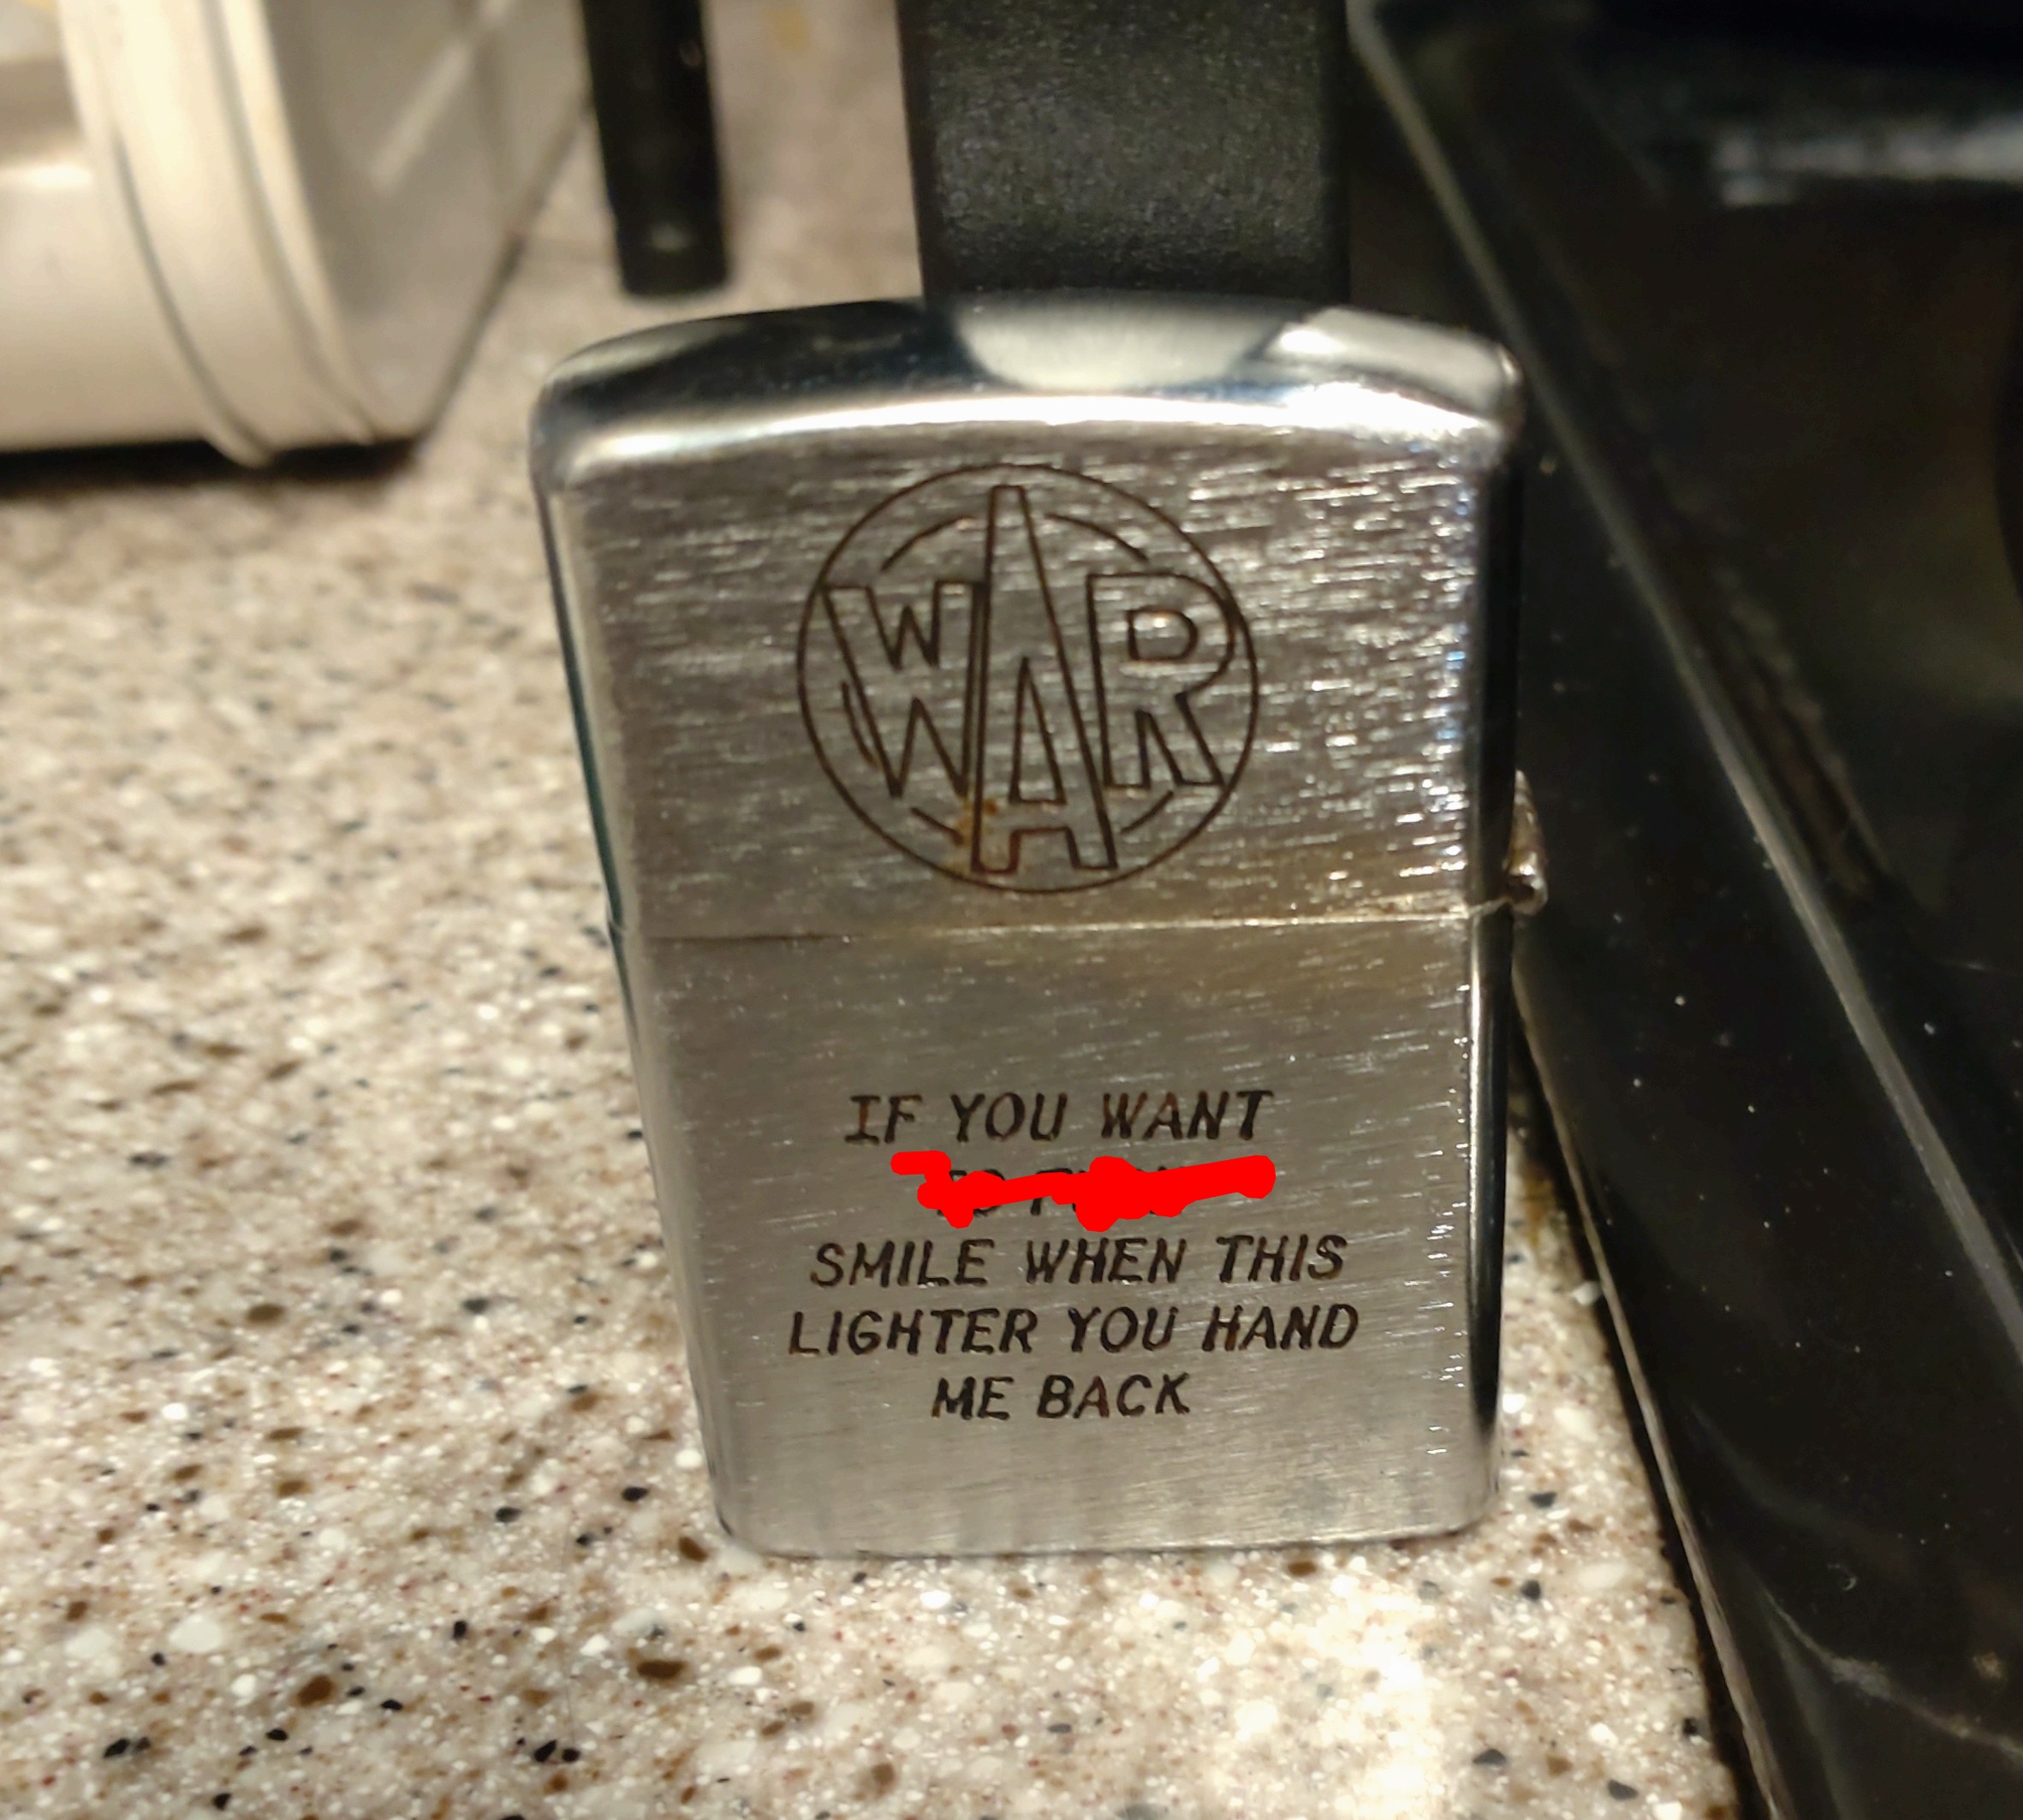 WAR
IF YOU WANT
SMILE WHEN THIS
LIGHTER YOU HAND
ME BACK